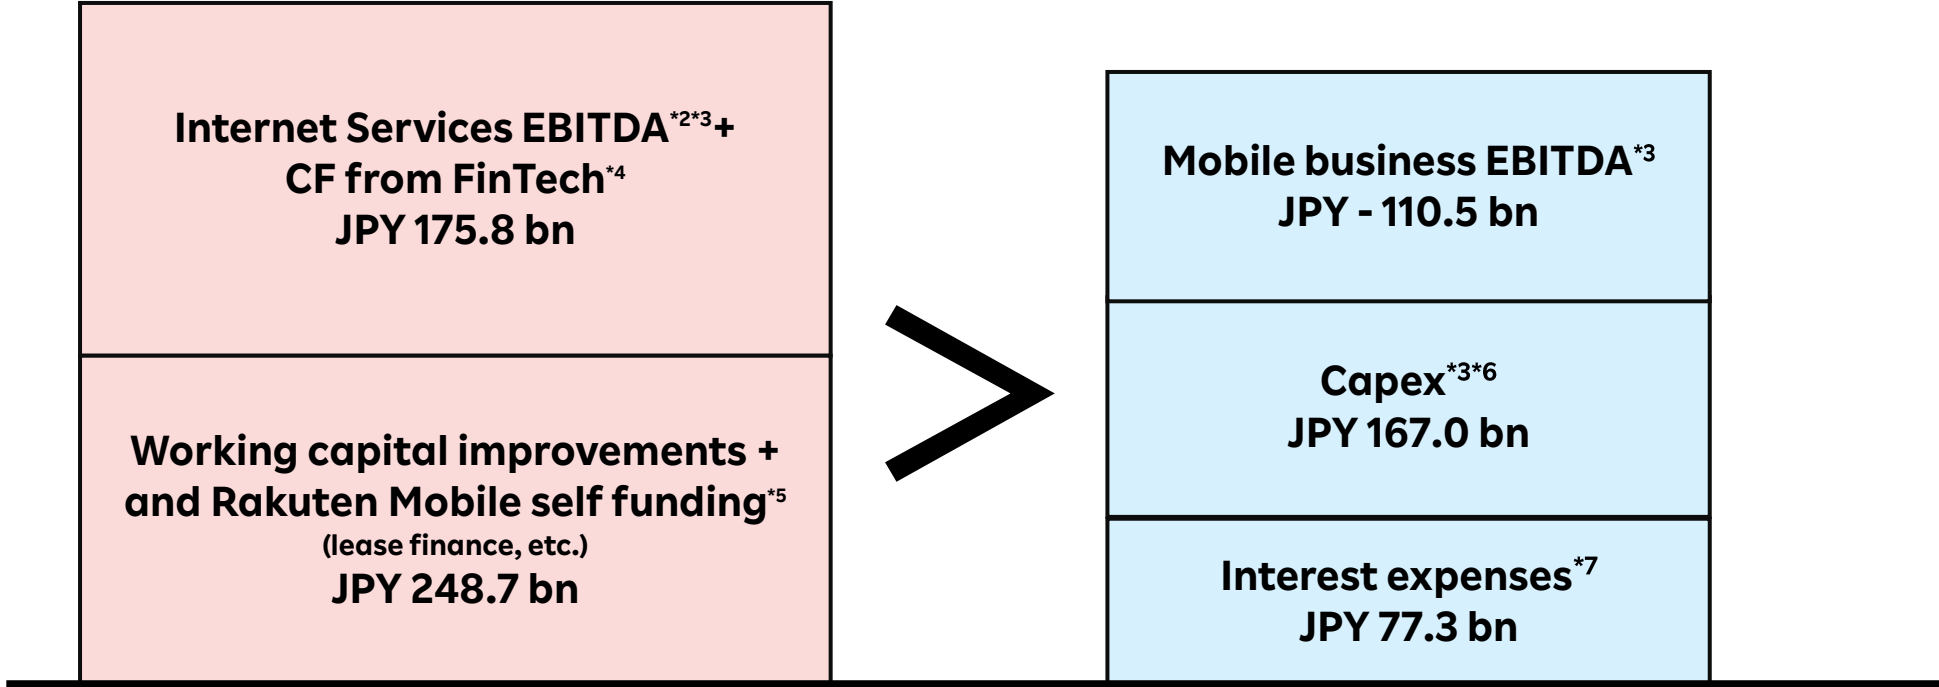 Internet Services EBITDA*2*3+
CF from FinTech*4
JPY 175.8 bn
Working capital improvements +
and Rakuten Mobile self funding*5
(lease finance, etc.)
JPY 248.7 bn
Mobile business EBITDA*3
JPY - 110.5 bn
Capex*3*6
JPY 167.0 bn
Interest expenses*7
JPY 77.3 bn